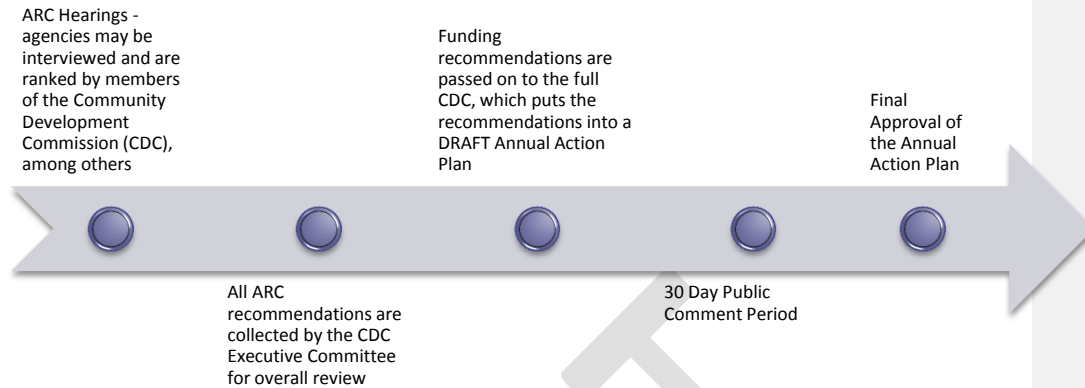 ARC Hearings -
agencies may be
interviewed and are
ranked by members
of the Community
Development
Commission (CDC),
among others
All ARC
recommendations are
collected by the CDC
Executive Committee
for overall review
Funding
recommendations are
passed on to the full
CDC, which puts the
recommendations into a
DRAFT Annual Action
Plan
30 Day Public
Comment Period
Final
Approval of
the Annual
Action Plan